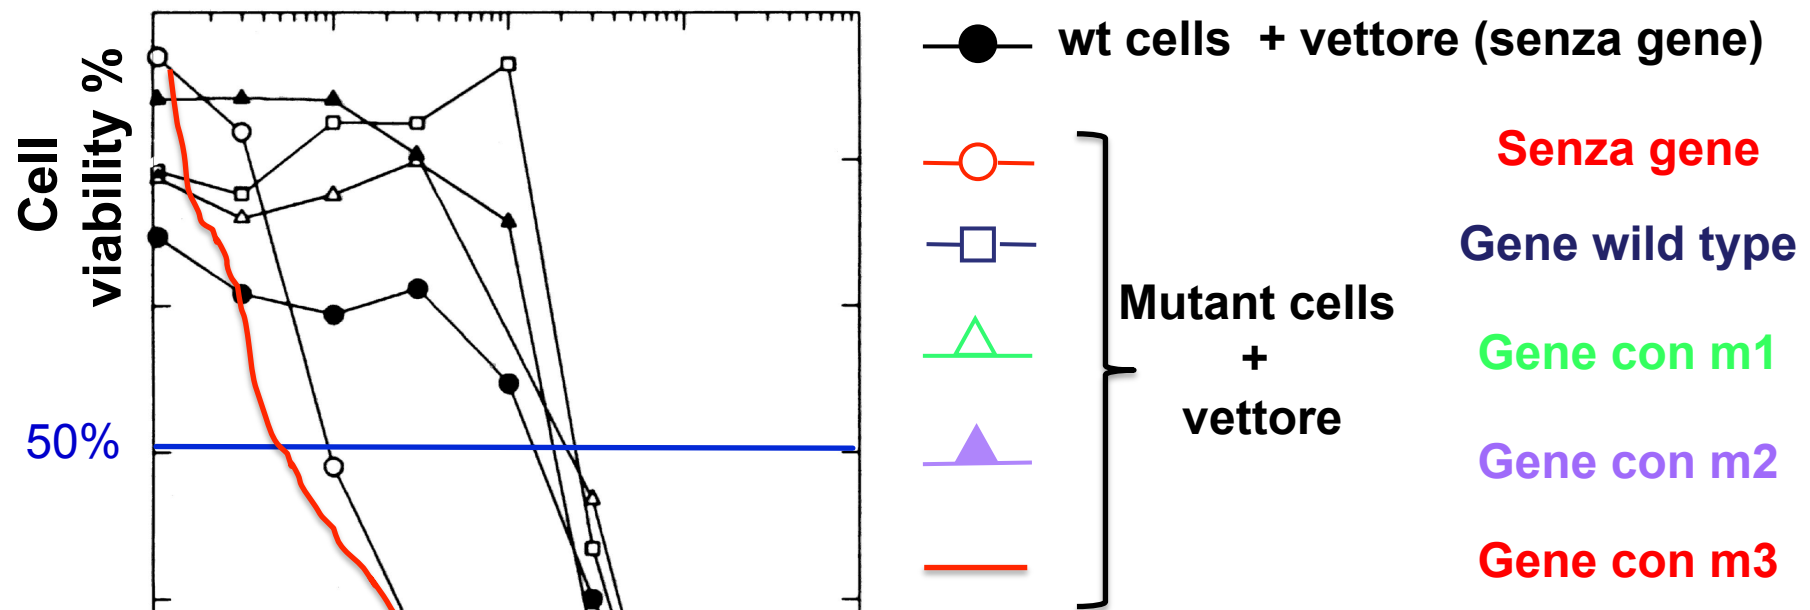 Cell
viability %
50%
wt cells + vettore (senza gene)
Mutant cells
+
vettore
Senza gene
Gene wild type
Gene con m1
Gene con m2
Gene con m3